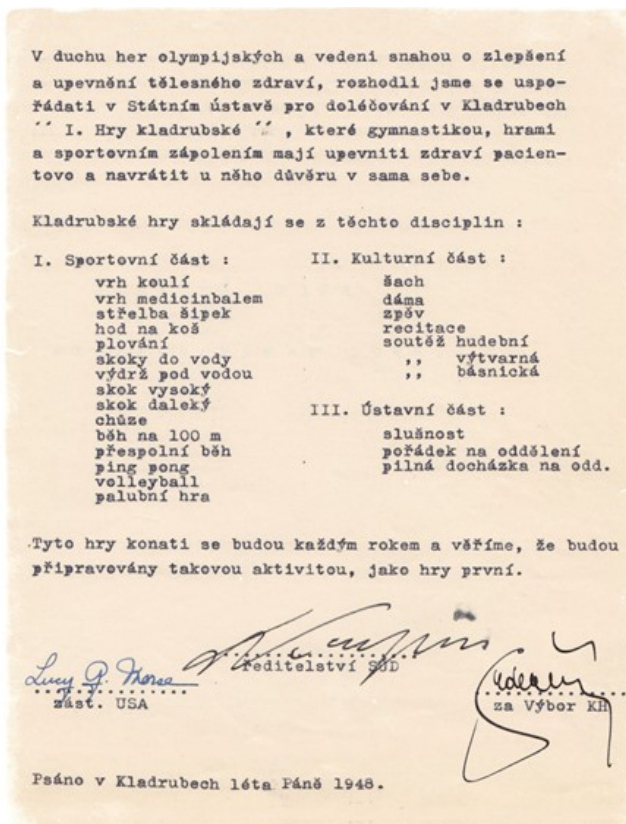 V duchu her olympijských a vedeni snahou o zlepšení
a upevnění tělesného zdraví, rozhodli jsme se uspo-
řádati v Státním ústavě pro doléčování v Kladrubech
´´ I. Hry kladrubské ´´ , které gymnastikou, hrami
a sportovním zápolením mají upevniti zdraví pacien-
tovo a navrátit u něho důvěru v sama sebe.
Kladrubské hry skládají se z těchto disciplin :
I. Sportovní část :
vrh koulí
vrh medicinbalem
střelba šipek
hod na koš
plování
skoky do vody
výdrž pod vodou
skok vysoký
skok daleký
chůze
běh na 100 m
přespolní běh
ping pong
volleyball
palubní hra
II. Kulturní část :
šach
dáma
zpěv
recitace
soutěž hudební
,, výtvarná
,, básnická
III. Ústavní část :
slušnost
pořádek na oddělení
pilná docházka na odd.
Tyto hry konati se budou každým rokem a věříme, že budou
připravovány takovou aktivitou, jako hry první.
Lucy G. Morse
zást. USA
ředitelství SÚD
za Výbor KH
Psáno v Kladrubech léta Páně 1948.